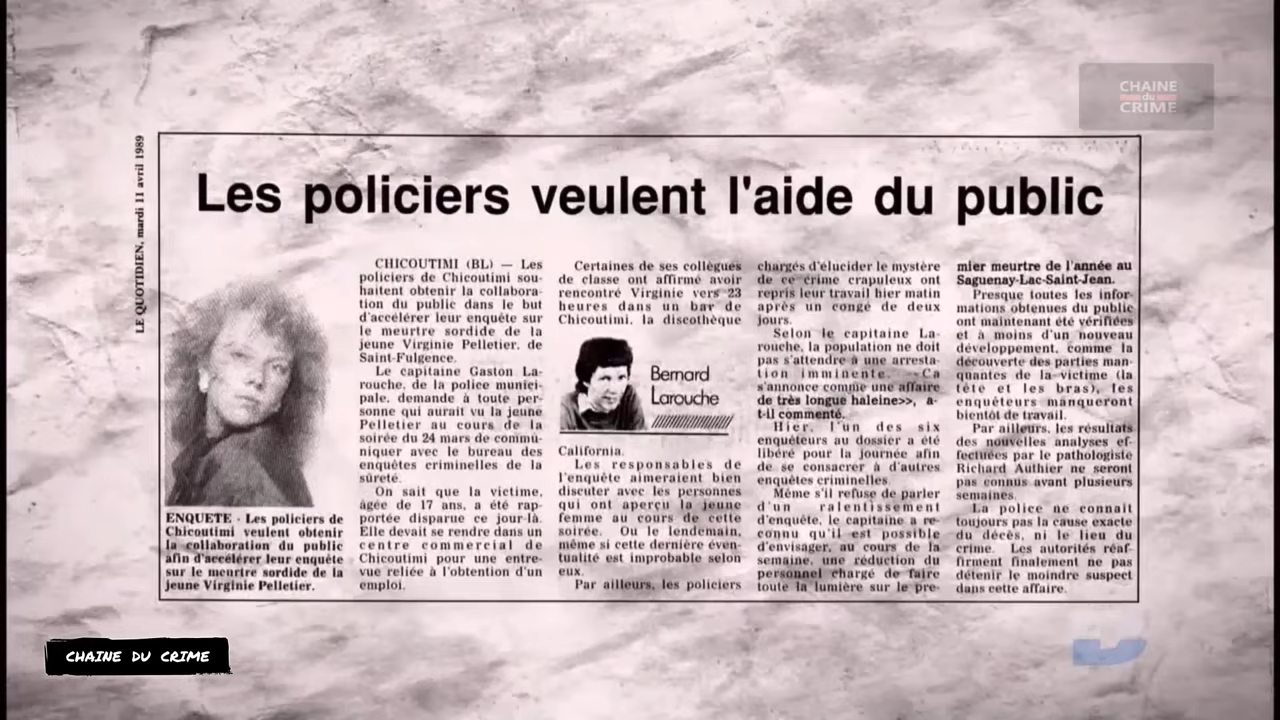 CHAINE
du
CRIME
LE QUOTIDIEN, mardi 11 avril 1989
Les policiers veulent l'aide du public
ENQUETE - Les policiers de
Chicoutimi veulent obtenir
la collaboration du public
afin d'accélérer leur enquête
sur le meurtre sordide de la
jeune Virginie Pelletier.
CHICOUTIMI (BL) — Les
policiers de Chicoutimi sou-
haitent obtenir la collabora-
tion du public dans le but
d'accélérer leur enquête sur
le meurtre sordide de la
jeune Virginie Pelletier, de
Saint-Fulgence.
Le capitaine Gaston La-
rouche, de la police munici-
pale, demande à toute per-
sonne qui aurait vu la jeune
Pelletier au cours de la
soirée du 24 mars de commu-
niquer avec le bureau des
enquêtes criminelles de la
sûreté.
On sait que la victime,
âgée de 17 ans, a été rap-
portée disparue ce jour-là.
Elle devait se rendre dans un
centre commercial de
Chicoutimi pour une entre-
vue reliée à l'obtention d'un
emploi.
Certaines de ses collègues
de classe ont affirmé avoir
rencontré Virginie vers 23
heures dans un bar de
Chicoutimi, la discothèque
Bernard
Larouche
California.
Les responsables de
l'enquête aimeraient bien
discuter avec les personnes
qui ont aperçu la jeune
femme au cours de cette
soirée. Ou le lendemain,
même si cette dernière éven-
tualité est improbable selon
eux.
Par ailleurs, les policiers
chargés d'élucider le mystère
de ce crime crapuleux ont
repris leur travail hier matin
après un congé de deux
jours.
Selon le capitaine La-
rouche, la population ne doit
pas s'attendre à une arresta-
tion imminente. «Ca
s'annonce comme une affaire
de très longue haleine>>, a-
t-il commenté.
Hier, l'un des six
enquêteurs au dossier a été
libéré pour la journée afin
de se consacrer à d'autres
enquêtes criminelles.
Même s'il refuse de parler
d'un ralentissement
d'enquête, le capitaine a re-
connu qu'il est possible
d'envisager, au cours de la
semaine, une réduction du
personnel chargé de faire
toute la lumière sur le pre-
mier meurtre de l'année au
Saguenay-Lac-Saint-Jean.
Presque toutes les infor-
mations obtenues du public
ont maintenant été vérifiées
et à moins d'un nouveau
développement, comme la
découverte des parties man-
quantes de la victime (la
tête et les bras), les
enquêteurs manqueront
bientôt de travail.
Par ailleurs, les résultats
des nouvelles analyses ef-
fectuées par le pathologiste
Richard Authier ne seront
pas connus avant plusieurs
semaines.
La police ne connait
toujours pas la cause exacte
du décès, ni le lieu du
crime. Les autorités réaf-
firment finalement ne pas
détenir le moindre suspect
dans cette affaire.
CHAINE DU CRIME